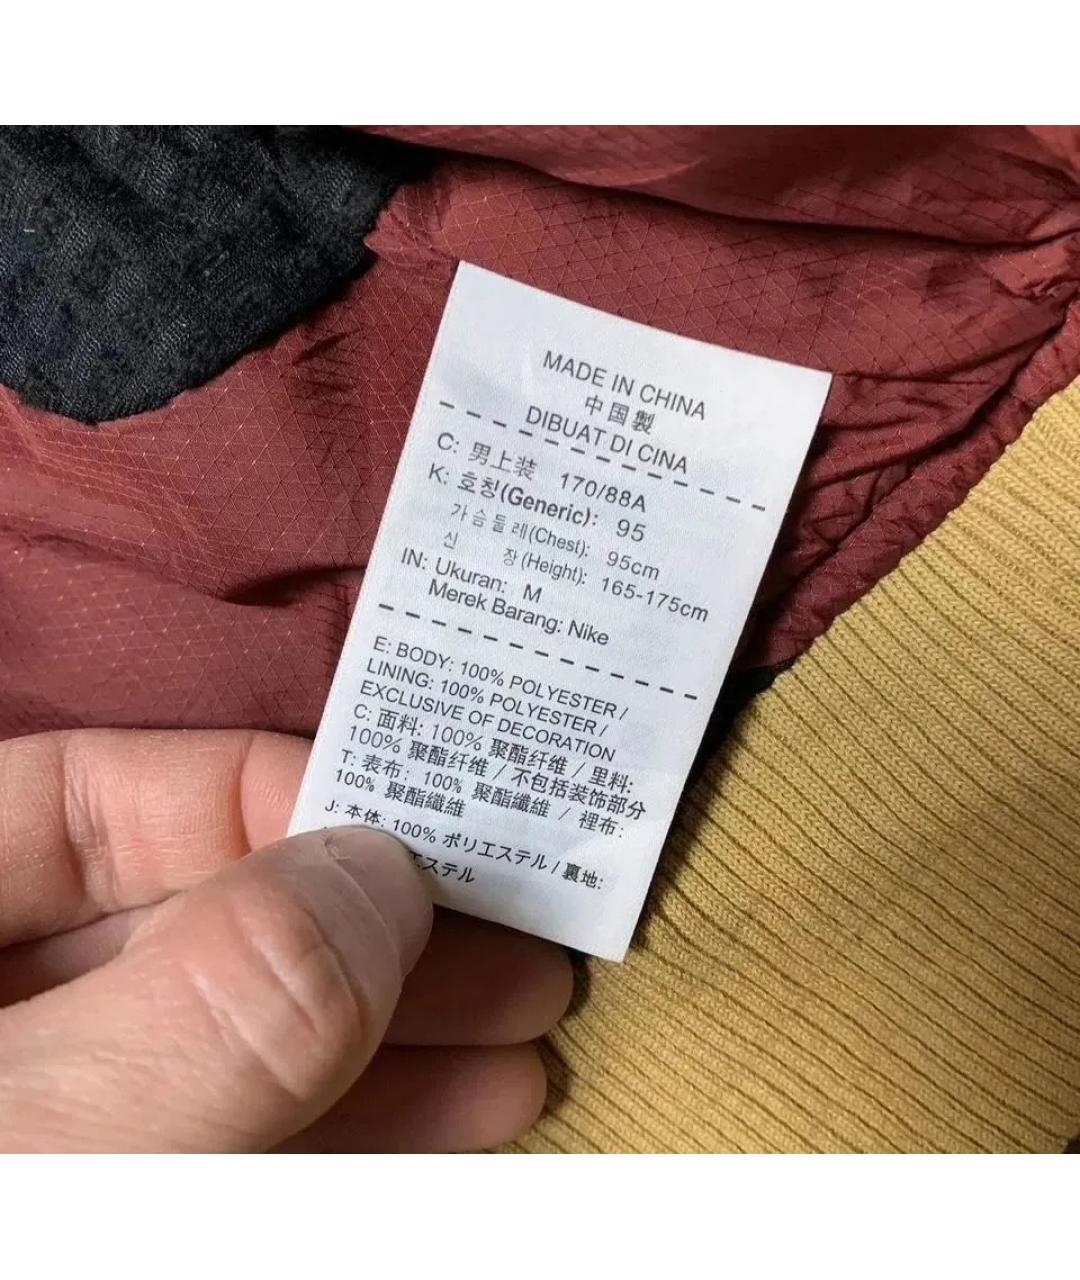 MADE IN CHINA
中国製
DIBUAT DI CINA
C: 男上装 170/88A
K: 호칭(Generic): 95
가슴둘레(Chest): 95cm
신 장(Height): 165-175cm
IN: Ukuran: M
Merek Barang: Nike
E: BODY: 100% POLYESTER /
LINING: 100% POLYESTER /
EXCLUSIVE OF DECORATION
C: 面料: 100% 聚酯纤维 / 里料:
100% 聚酯纤维 / 不包括装饰部分
T: 表布: 100% 聚酯纖維 / 裡布:
100% 聚酯纖維
J: 本体: 100% ポリエステル / 裏地:
エステル